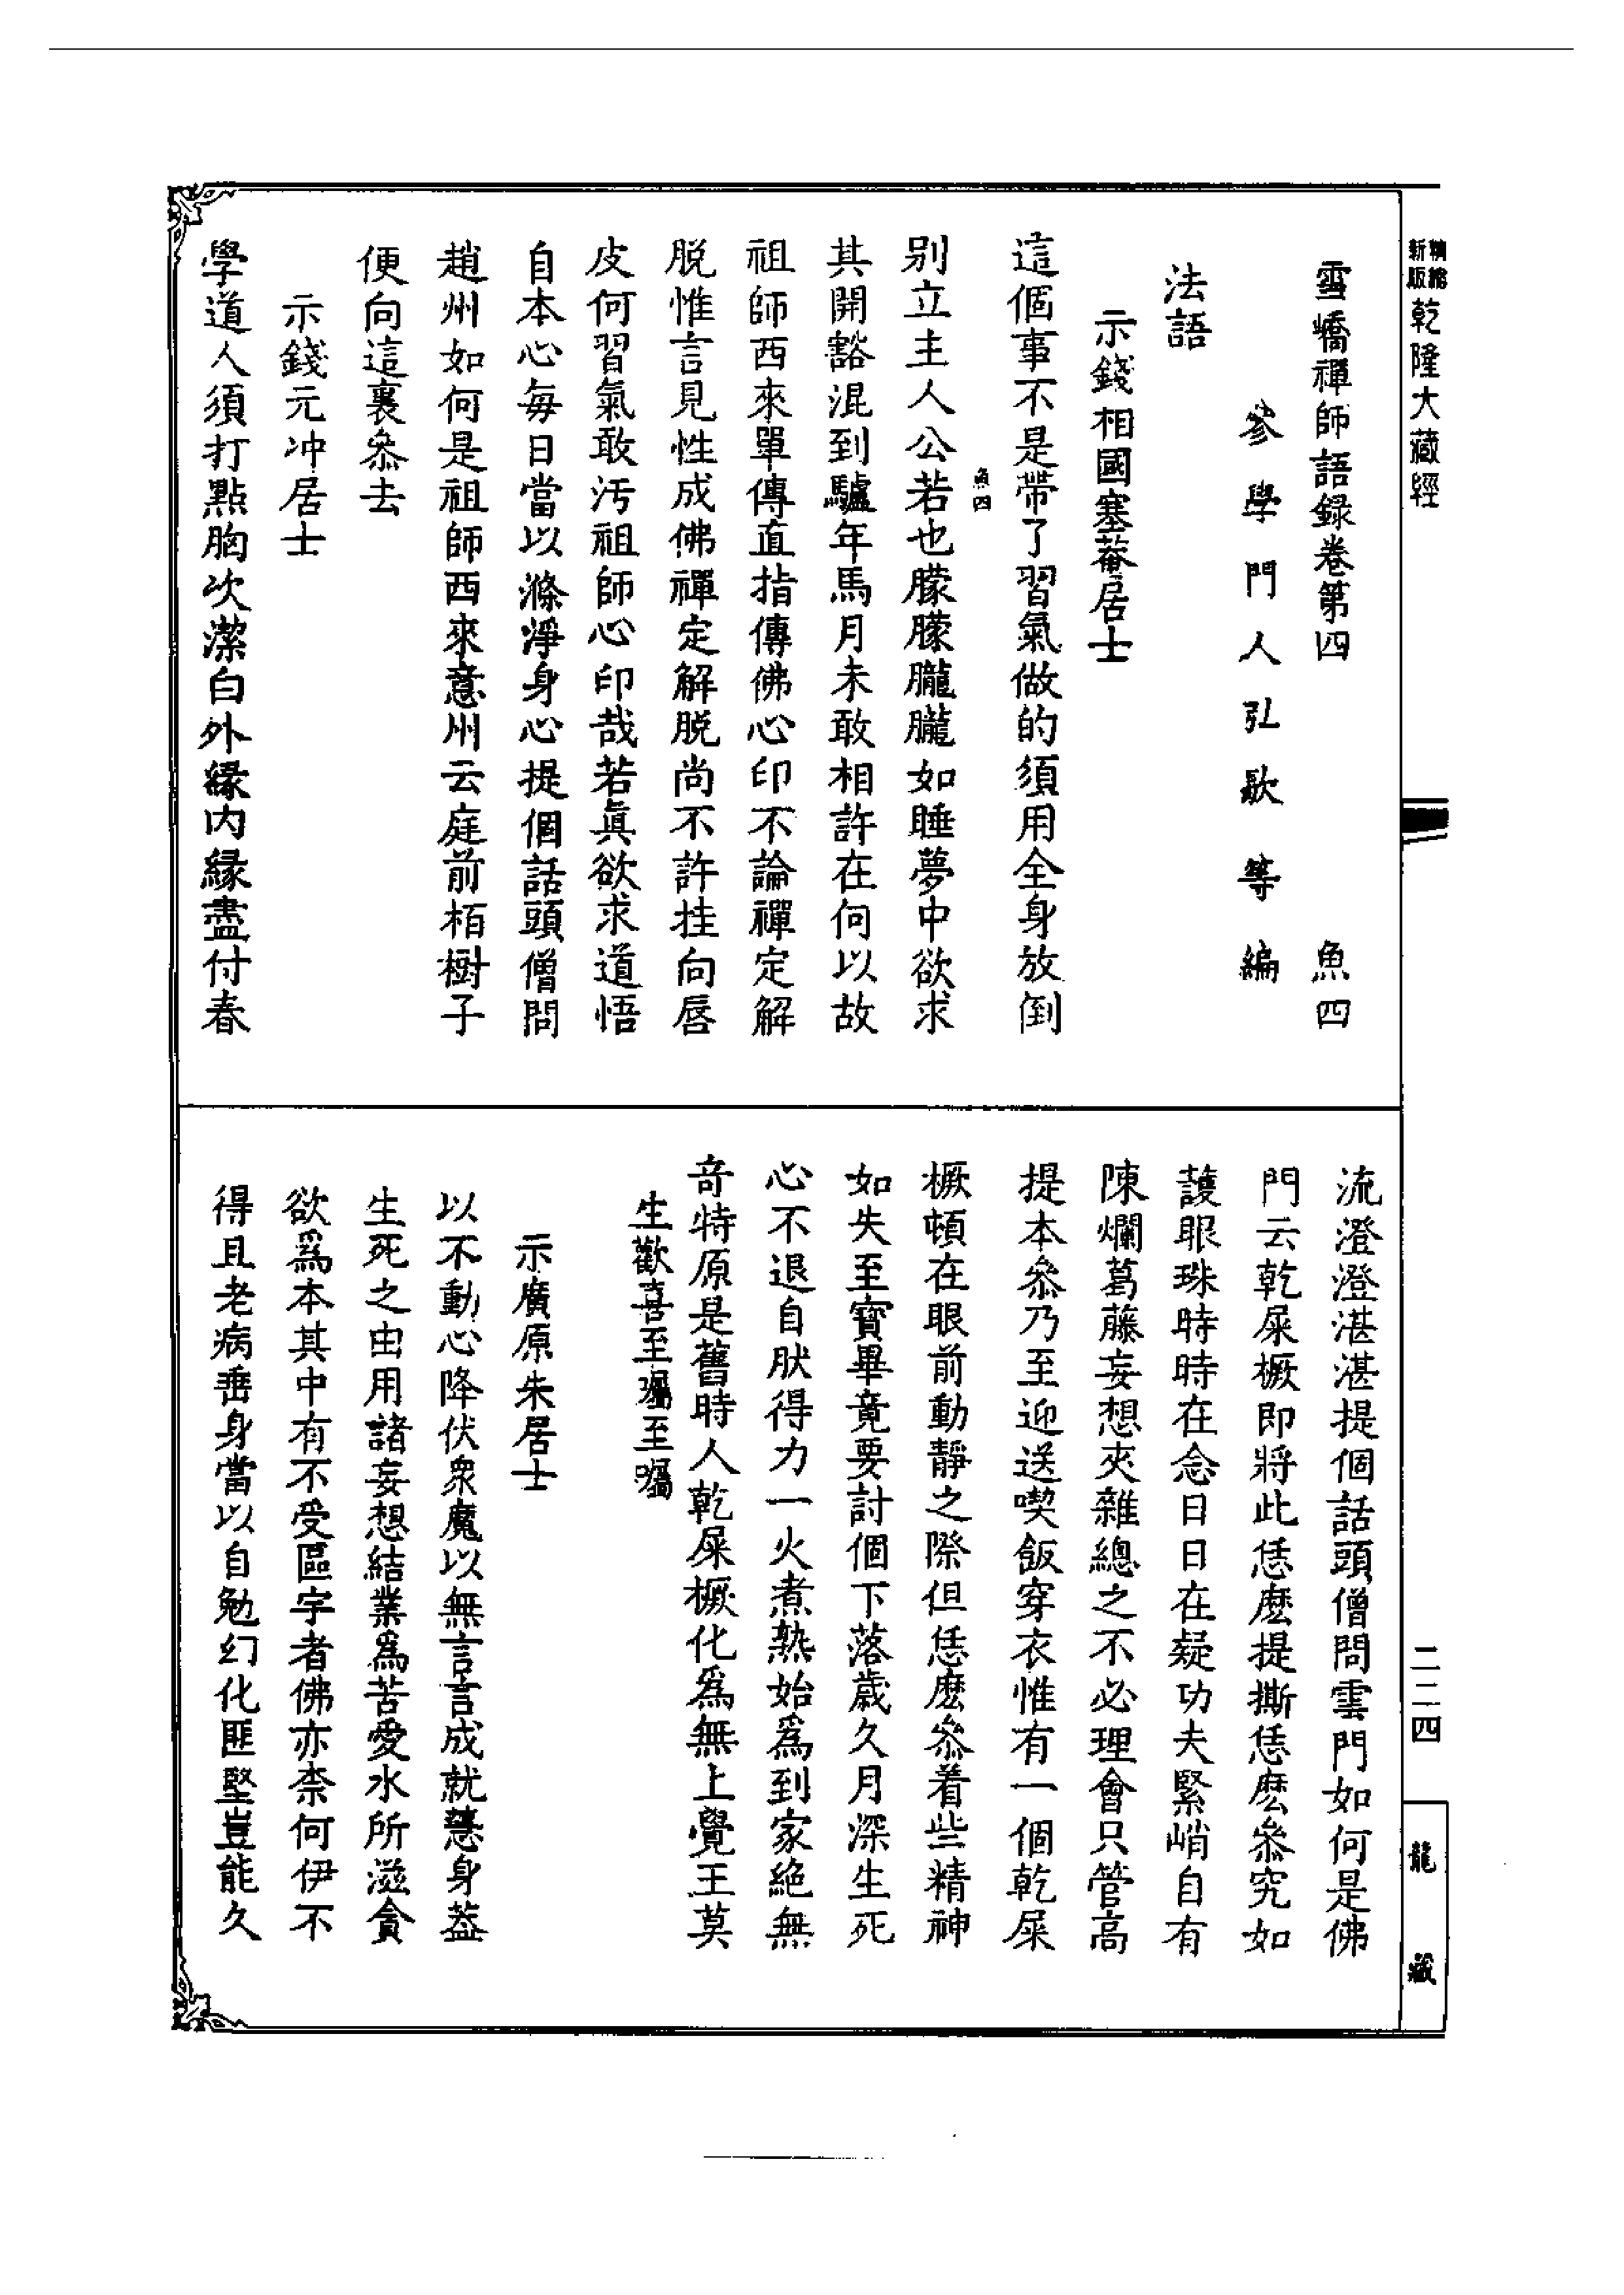 新版精縮乾隆大藏經
雪嶠禪師語録卷第四　魚四
參學門人弘歇等編
法語
示錢相國塞菴居士
這個事不是帶了習氣做的須用全身放倒
魚四
别立主人公若也朦朦朧朧如睡夢中欲求
其開豁混到驢年馬月未敢相許在何以故
祖師西來單傳直指傳佛心印不論禪定解
脱惟言見性成佛禪定解脱尚不許挂向唇
皮何習氣敢汚祖師心印哉若眞欲求道悟
自本心每日當以滌淨身心提個話頭僧問
趙州如何是祖師西來意州云庭前栢樹子
便向這裏叅去
示錢元冲居士
學道人須打點胸次潔白外緣内緣盡付春
流澄澄湛湛提個話頭僧問雲門如何是佛
門云乾屎橛即將此恁麽提撕恁麽叅究如
護眼珠時時在念日日在疑功夫緊峭自有
陳爛葛藤妄想夾雜總之不必理會只管高
提本叅乃至迎送喫飯穿衣惟有一個乾屎
橛頓在眼前動靜之際但恁麽叅着些精神
如失至寳畢竟要討個下落歲久月深生死
心不退自肰得力一火煮熟始爲到家絶無
竒特原是舊時人乾屎橛化爲無上覺王莫
生歡喜至囑至囑
示廣原朱居士
以不動心降伏衆魔以無言言成就慧身葢
生死之由用諸妄想結業爲苦愛水所滋貪
欲爲本其中有不受區宇者佛亦柰何伊不
得且老病垂身當以自勉幻化匪堅豈能久
二二四
龍藏